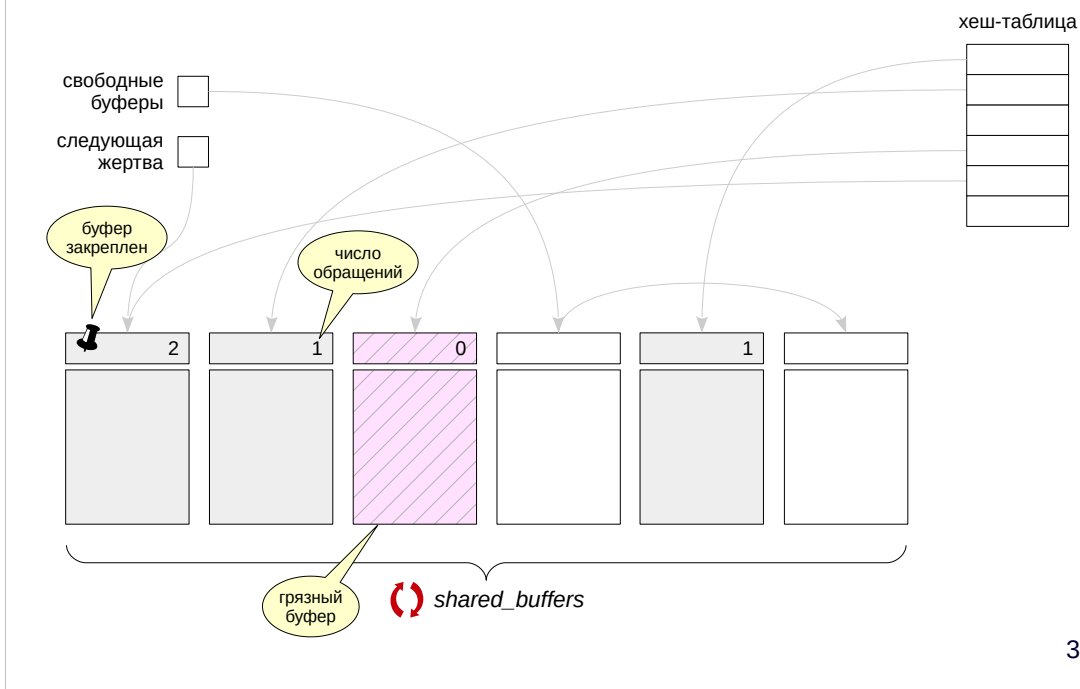 хеш-таблица
свободные
буферы
следующая
жертва
буфер
закреплен
число
обращений
2
1
0
1
грязный
буфер
shared_buffers
3